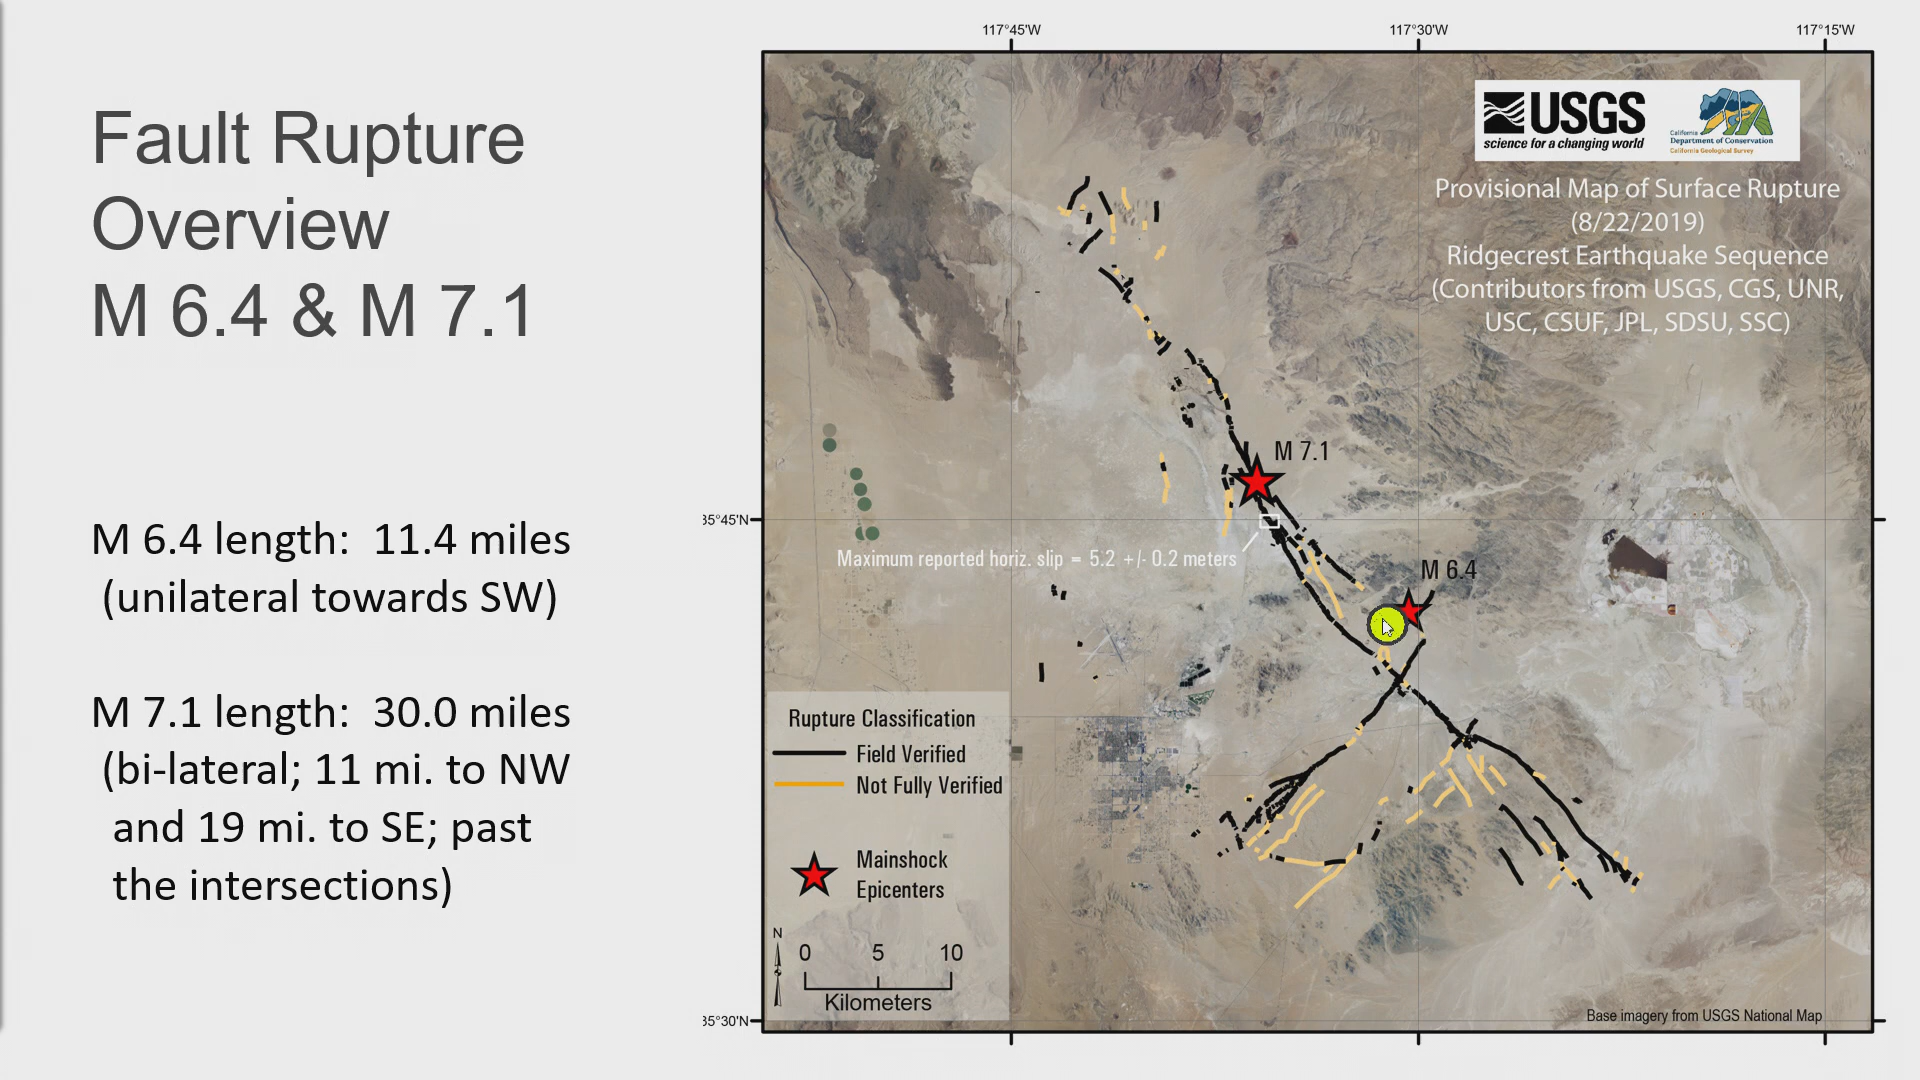 Fault Rupture
Overview
M 6.4 & M 7.1
M 6.4 length:  11.4 miles
(unilateral towards SW)
M 7.1 length:  30.0 miles
(bi-lateral; 11 mi. to NW
and 19 mi. to SE; past
the intersections)
117°45'W
117°30'W
117°15'W
USGS
science for a changing world
California
Department of Conservation
California Geological Survey
Provisional Map of Surface Rupture
(8/22/2019)
Ridgecrest Earthquake Sequence
(Contributors from USGS, CGS, UNR,
USC, CSUF, JPL, SDSU, SSC)
M 7.1
35°45'N
Maximum reported horiz. slip = 5.2 +/- 0.2 meters
M 6.4
Rupture Classification
Field Verified
Not Fully Verified
Mainshock
Epicenters
N
0 5 10
Kilometers
35°30'N
Base imagery from USGS National Map